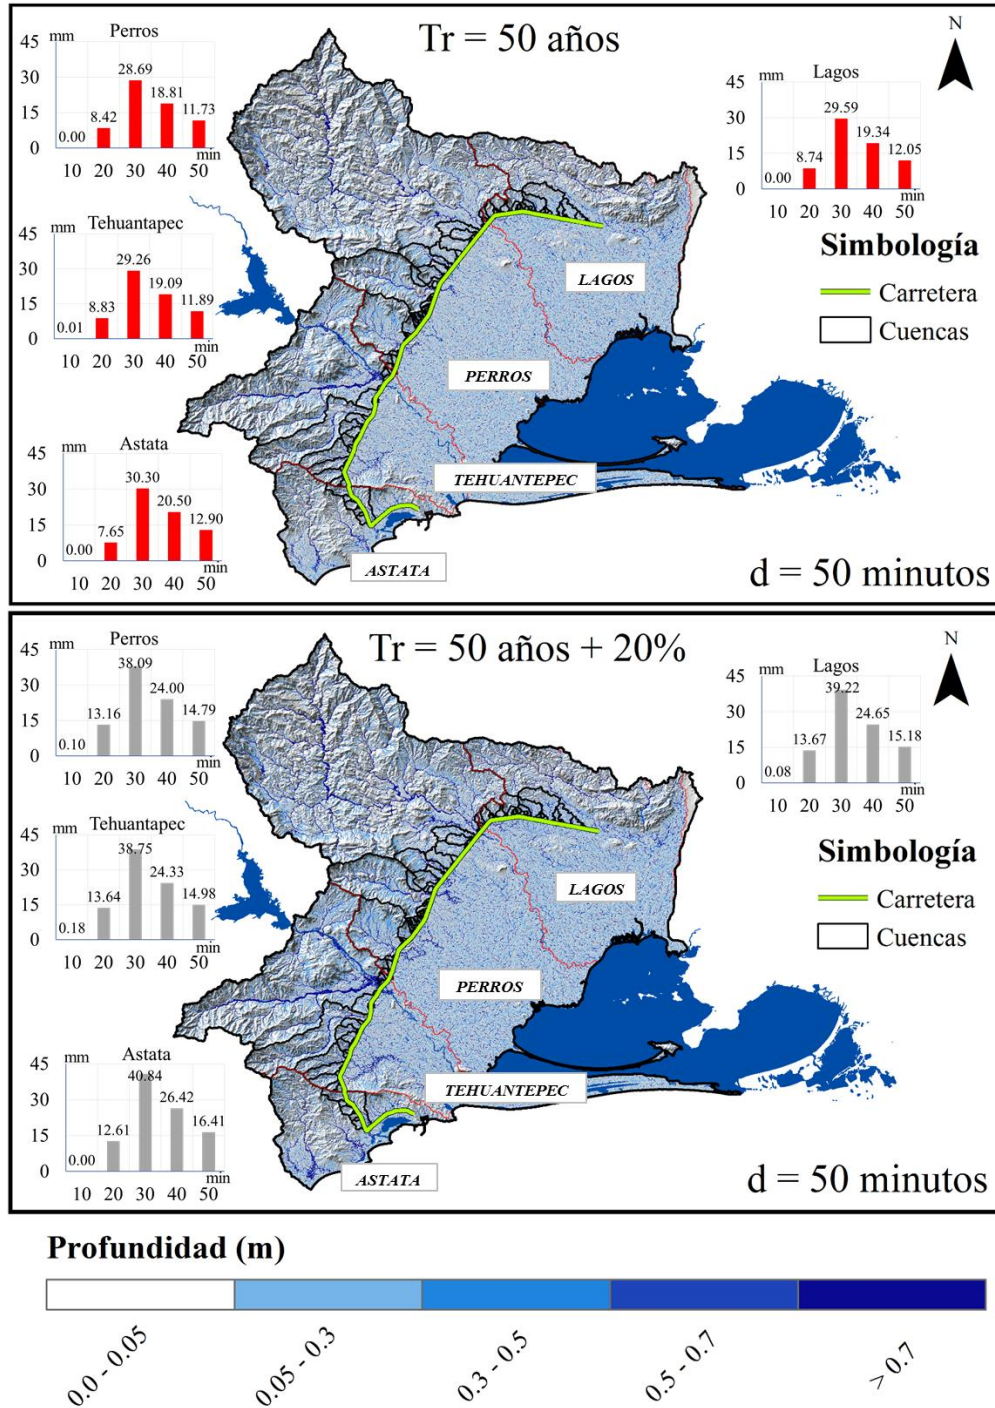 Tr = 50 años
N
Perros
mm
45
30
15
0
0.00
8.42
28.69
18.81
11.73
min
10 20 30 40 50
Lagos
mm
45
30
15
0
0.00
8.74
29.59
19.34
12.05
min
10 20 30 40 50
Tehuantapec
mm
45
30
15
0
0.01
8.83
29.26
19.09
11.89
min
10 20 30 40 50
Simbología
Carretera
Cuencas
LAGOS
PERROS
TEHUANTEPEC
ASTATA
Astata
mm
45
30
15
0
0.00
7.65
30.30
20.50
12.90
min
10 20 30 40 50
d = 50 minutos
Tr = 50 años + 20%
N
Perros
mm
45
30
15
0
0.10
13.16
38.09
24.00
14.79
min
10 20 30 40 50
Lagos
mm
45
30
15
0
0.08
13.67
39.22
24.65
15.18
min
10 20 30 40 50
Tehuantapec
mm
45
30
15
0
0.18
13.64
38.75
24.33
14.98
min
10 20 30 40 50
Simbología
Carretera
Cuencas
LAGOS
PERROS
TEHUANTEPEC
ASTATA
Astata
mm
45
30
15
0
0.00
12.61
40.84
26.42
16.41
min
10 20 30 40 50
d = 50 minutos
Profundidad (m)
0.0 - 0.05
0.05 - 0.3
0.3 - 0.5
0.5 - 0.7
> 0.7